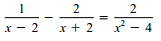 1/(x − 2) − 2/(x + 2) = 2/(x² − 4)